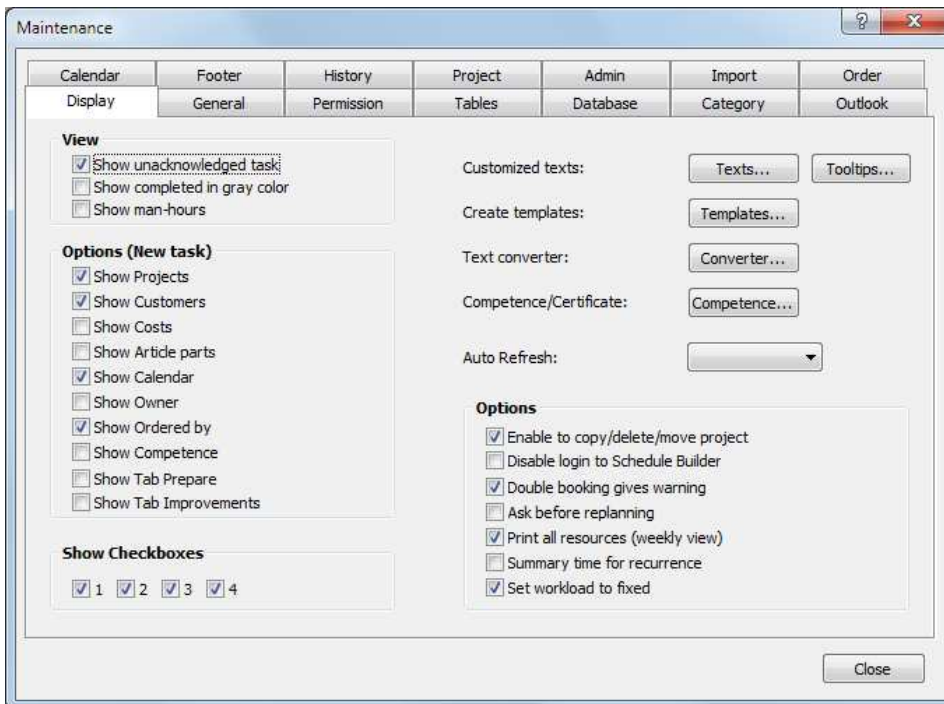 Maintenance
Calendar Footer History Project Admin Import Order
Display General Permission Tables Database Category Outlook
View
Show unacknowledged task
Show completed in gray color
Show man-hours
Options (New task)
Show Projects
Show Customers
Show Costs
Show Article parts
Show Calendar
Show Owner
Show Ordered by
Show Competence
Show Tab Prepare
Show Tab Improvements
Show Checkboxes
1 2 3 4
Customized texts: Texts... Tooltips...
Create templates: Templates...
Text converter: Converter...
Competence/Certificate: Competence...
Auto Refresh:
Options
Enable to copy/delete/move project
Disable login to Schedule Builder
Double booking gives warning
Ask before replanning
Print all resources (weekly view)
Summary time for recurrence
Set workload to fixed
Close